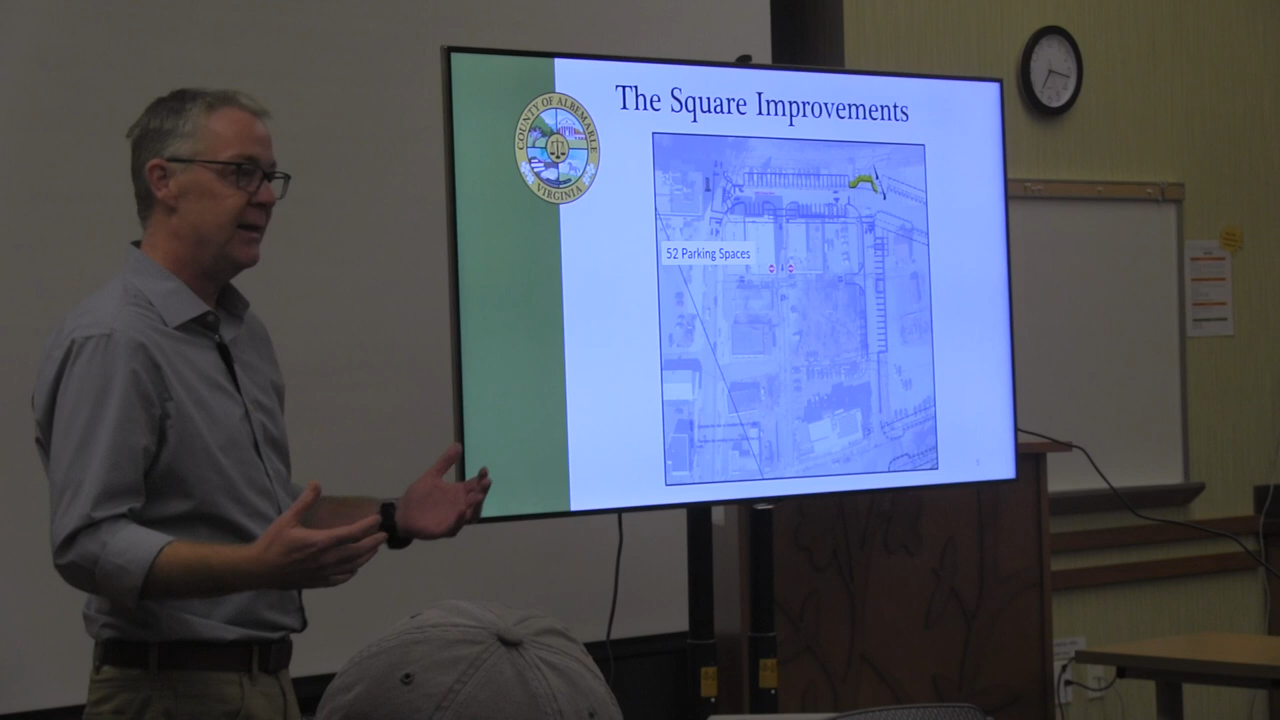 The Square Improvements
COUNTY OF ALBEMARLE
VIRGINIA
52 Parking Spaces